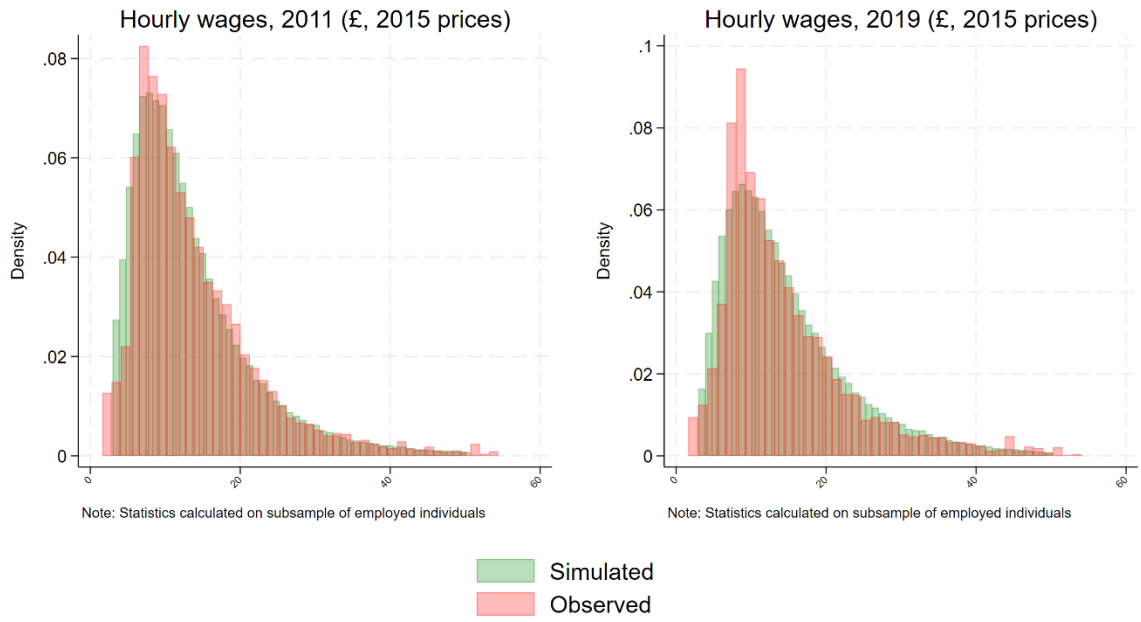 Hourly wages, 2011 (£, 2015 prices)
.08
.06
.04
.02
0
Density
0
20
40
60
Note: Statistics calculated on subsample of employed individuals
Hourly wages, 2019 (£, 2015 prices)
.1
.08
.06
.04
.02
0
Density
0
20
40
60
Note: Statistics calculated on subsample of employed individuals
Simulated
Observed